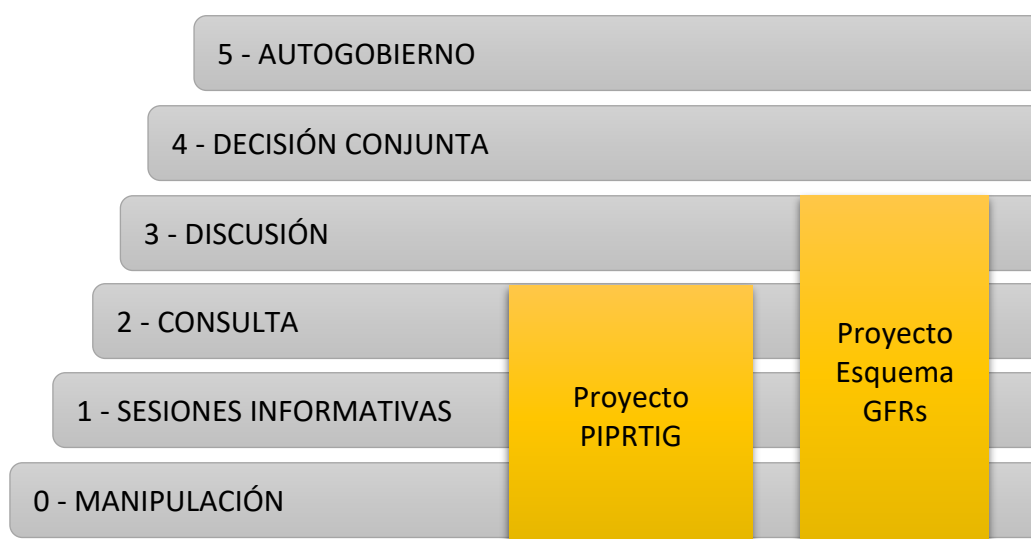 5 - AUTOGOBIERNO
4 - DECISIÓN CONJUNTA
3 - DISCUSIÓN
2 - CONSULTA
1 - SESIONES INFORMATIVAS
0 - MANIPULACIÓN
Proyecto
PIPRTIG
Proyecto
Esquema
GFRs